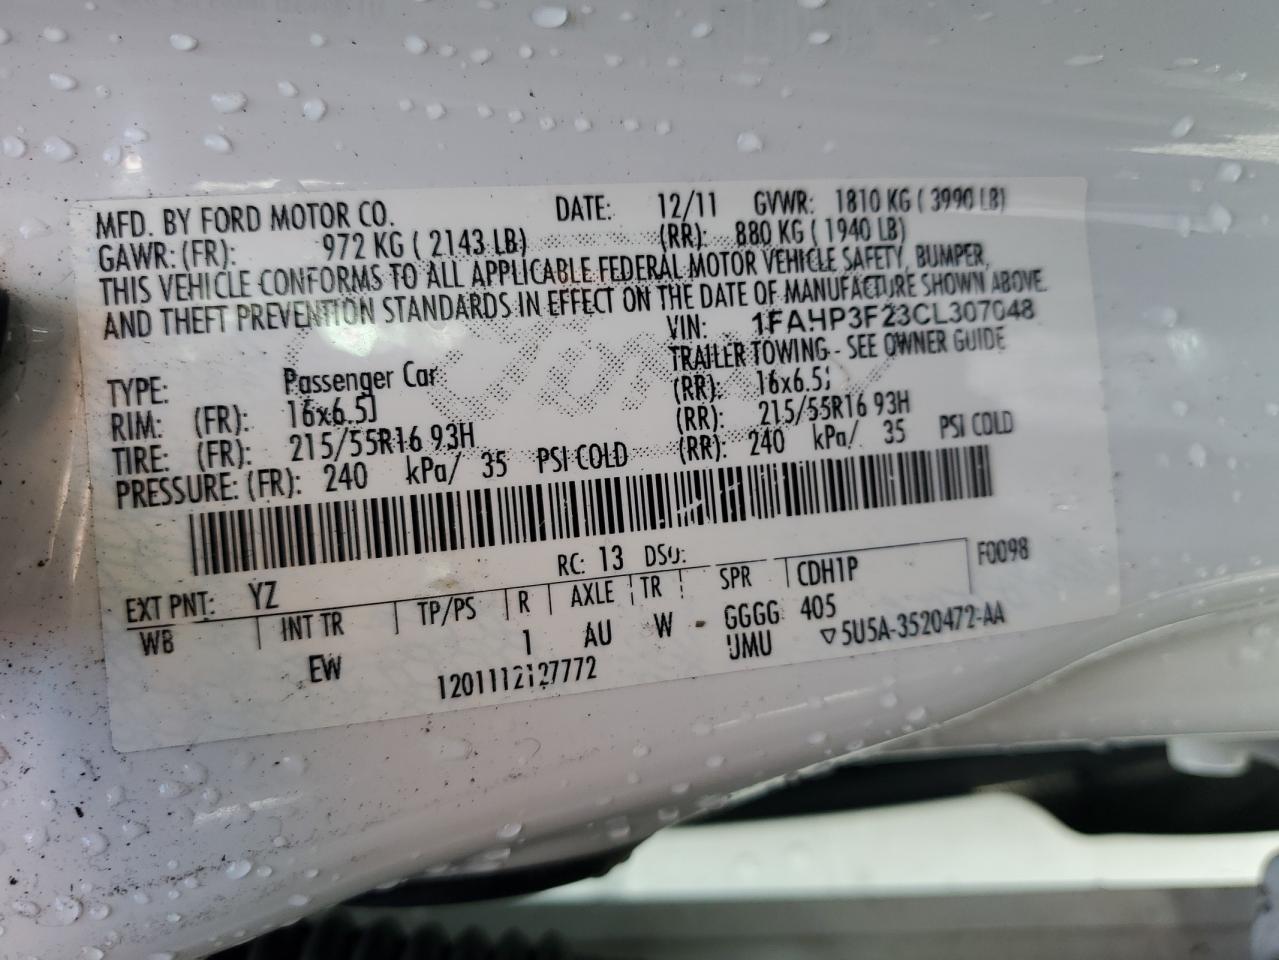 MFD. BY FORD MOTOR CO. DATE: 12/11 GVWR: 1810 KG ( 3990 LB)
GAWR: (FR): 972 KG ( 2143 LB) (RR): 880 KG ( 1940 LB)
THIS VEHICLE CONFORMS TO ALL APPLICABLE FEDERAL MOTOR VEHICLE SAFETY, BUMPER,
AND THEFT PREVENTION STANDARDS IN EFFECT ON THE DATE OF MANUFACTURE SHOWN ABOVE.
VIN: 1FAHP3F23CL307048
TYPE: Passenger Car TRAILER TOWING - SEE OWNER GUIDE
RIM: (FR): 16x6.5J (RR): 16x6.5J
TIRE: (FR): 215/55R16 93H (RR): 215/55R16 93H
PRESSURE: (FR): 240 kPa/ 35 PSI COLD (RR): 240 kPa/ 35 PSI COLD
EXT PNT: YZ RC: 13 DSO: F0098
WB INT TR TP/PS R AXLE TR SPR CDH1P
EW 1 AU W GGGG 405
1201112127772 UMU ▽5U5A-3520472-AA